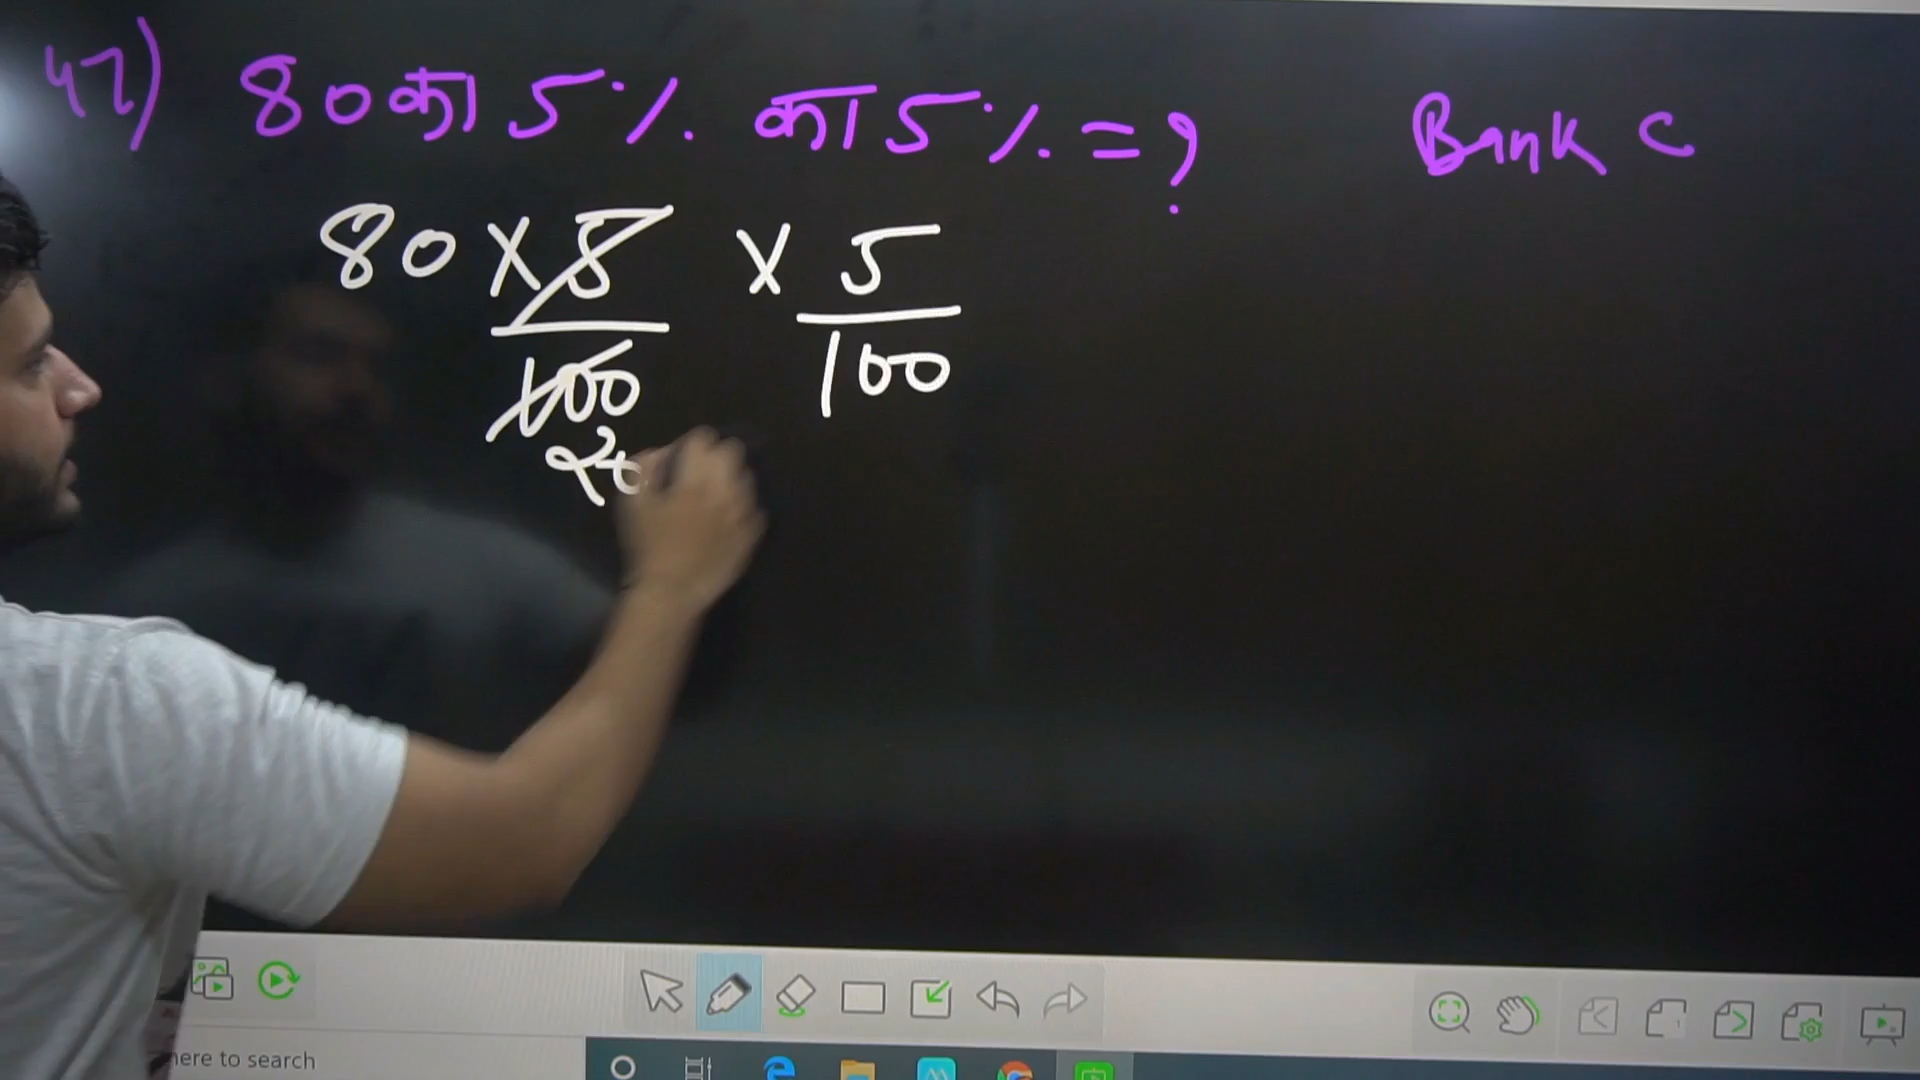 47) 80 का 5% का 5% = ? Bank C
80 × 5 × 5
100 100
20
here to search